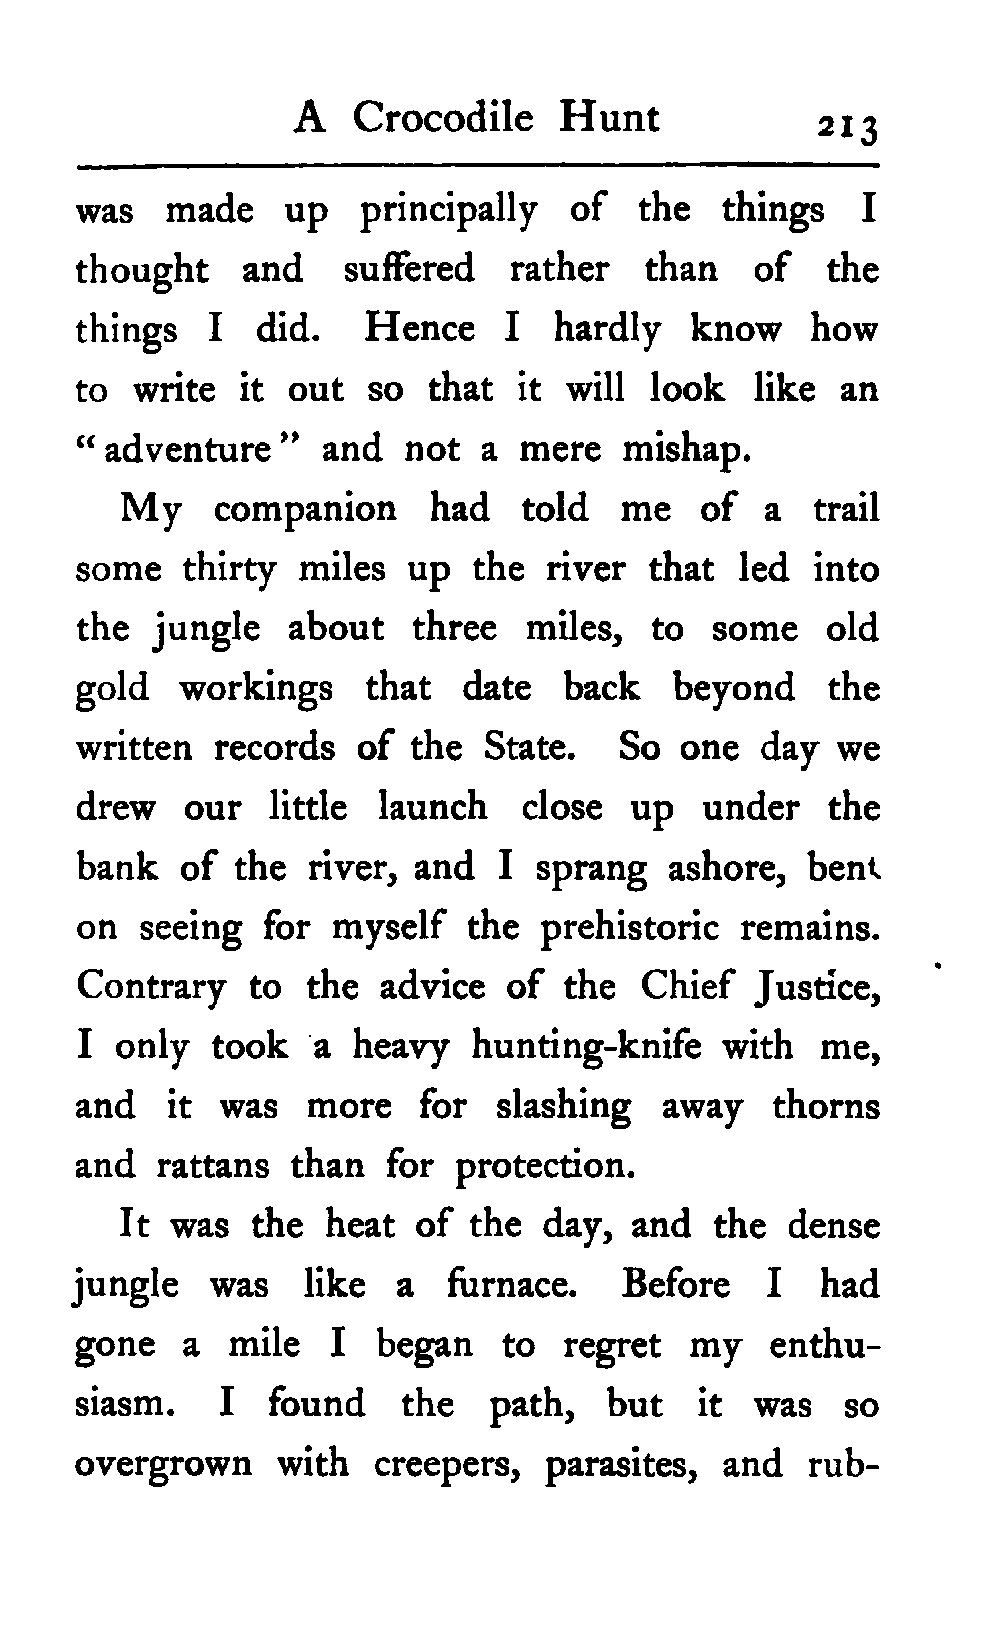 A Crocodile Hunt 213
was made up principally of the things I
thought and suffered rather than of the
things I did. Hence I hardly know how
to write it out so that it will look like an
“adventure” and not a mere mishap.
My companion had told me of a trail
some thirty miles up the river that led into
the jungle about three miles, to some old
gold workings that date back beyond the
written records of the State. So one day we
drew our little launch close up under the
bank of the river, and I sprang ashore, bent
on seeing for myself the prehistoric remains.
Contrary to the advice of the Chief Justice,
I only took a heavy hunting-knife with me,
and it was more for slashing away thorns
and rattans than for protection.
It was the heat of the day, and the dense
jungle was like a furnace. Before I had
gone a mile I began to regret my enthu-
siasm. I found the path, but it was so
overgrown with creepers, parasites, and rub-